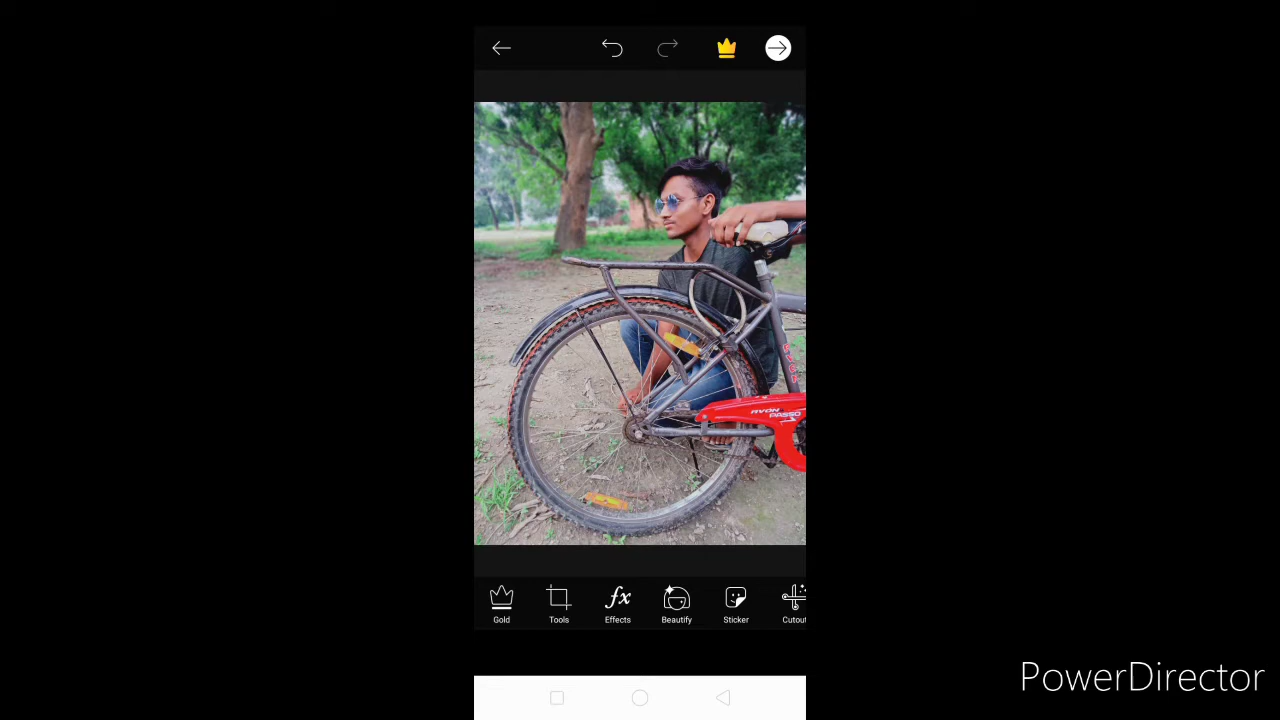 AVON
PASSO
Gold
Tools
Effects
Beautify
Sticker
Cutout
PowerDirector